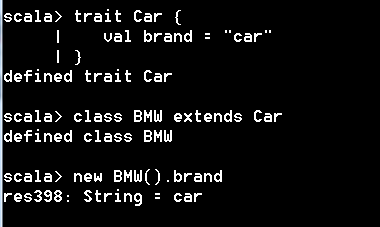 scala> trait Car {
     |    val brand = "car"
     | }
defined trait Car
scala> class BMW extends Car
defined class BMW
scala> new BMW().brand
res398: String = car